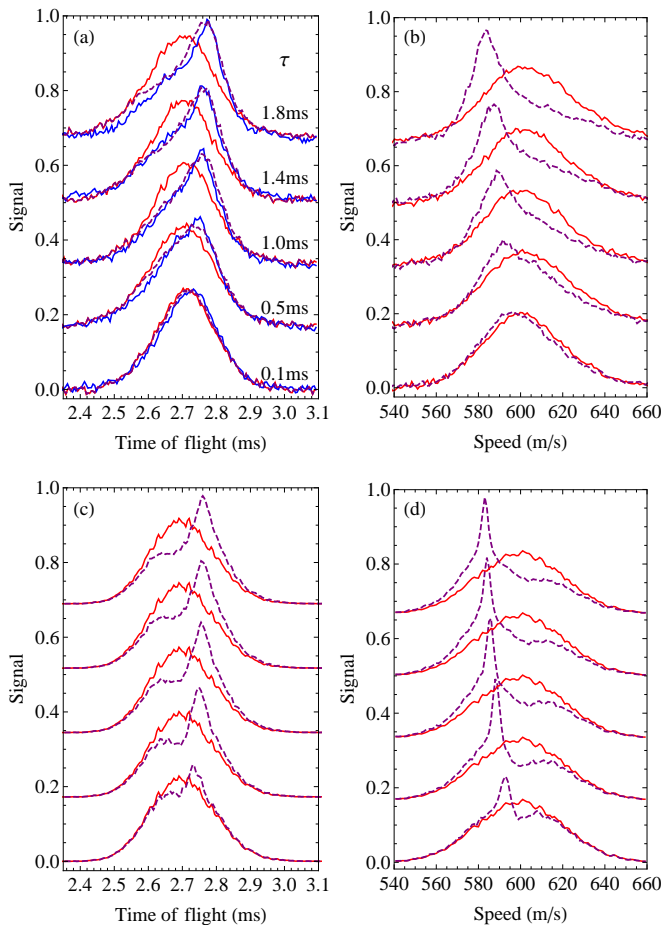 (a)
τ
1.8ms
1.4ms
1.0ms
0.5ms
0.1ms
1.0
0.8
0.6
0.4
0.2
0.0
Signal
2.4 2.5 2.6 2.7 2.8 2.9 3.0 3.1
Time of flight (ms)
(b)
1.0
0.8
0.6
0.4
0.2
0.0
Signal
540 560 580 600 620 640 660
Speed (m/s)
(c)
1.0
0.8
0.6
0.4
0.2
0.0
Signal
2.4 2.5 2.6 2.7 2.8 2.9 3.0 3.1
Time of flight (ms)
(d)
1.0
0.8
0.6
0.4
0.2
0.0
Signal
540 560 580 600 620 640 660
Speed (m/s)